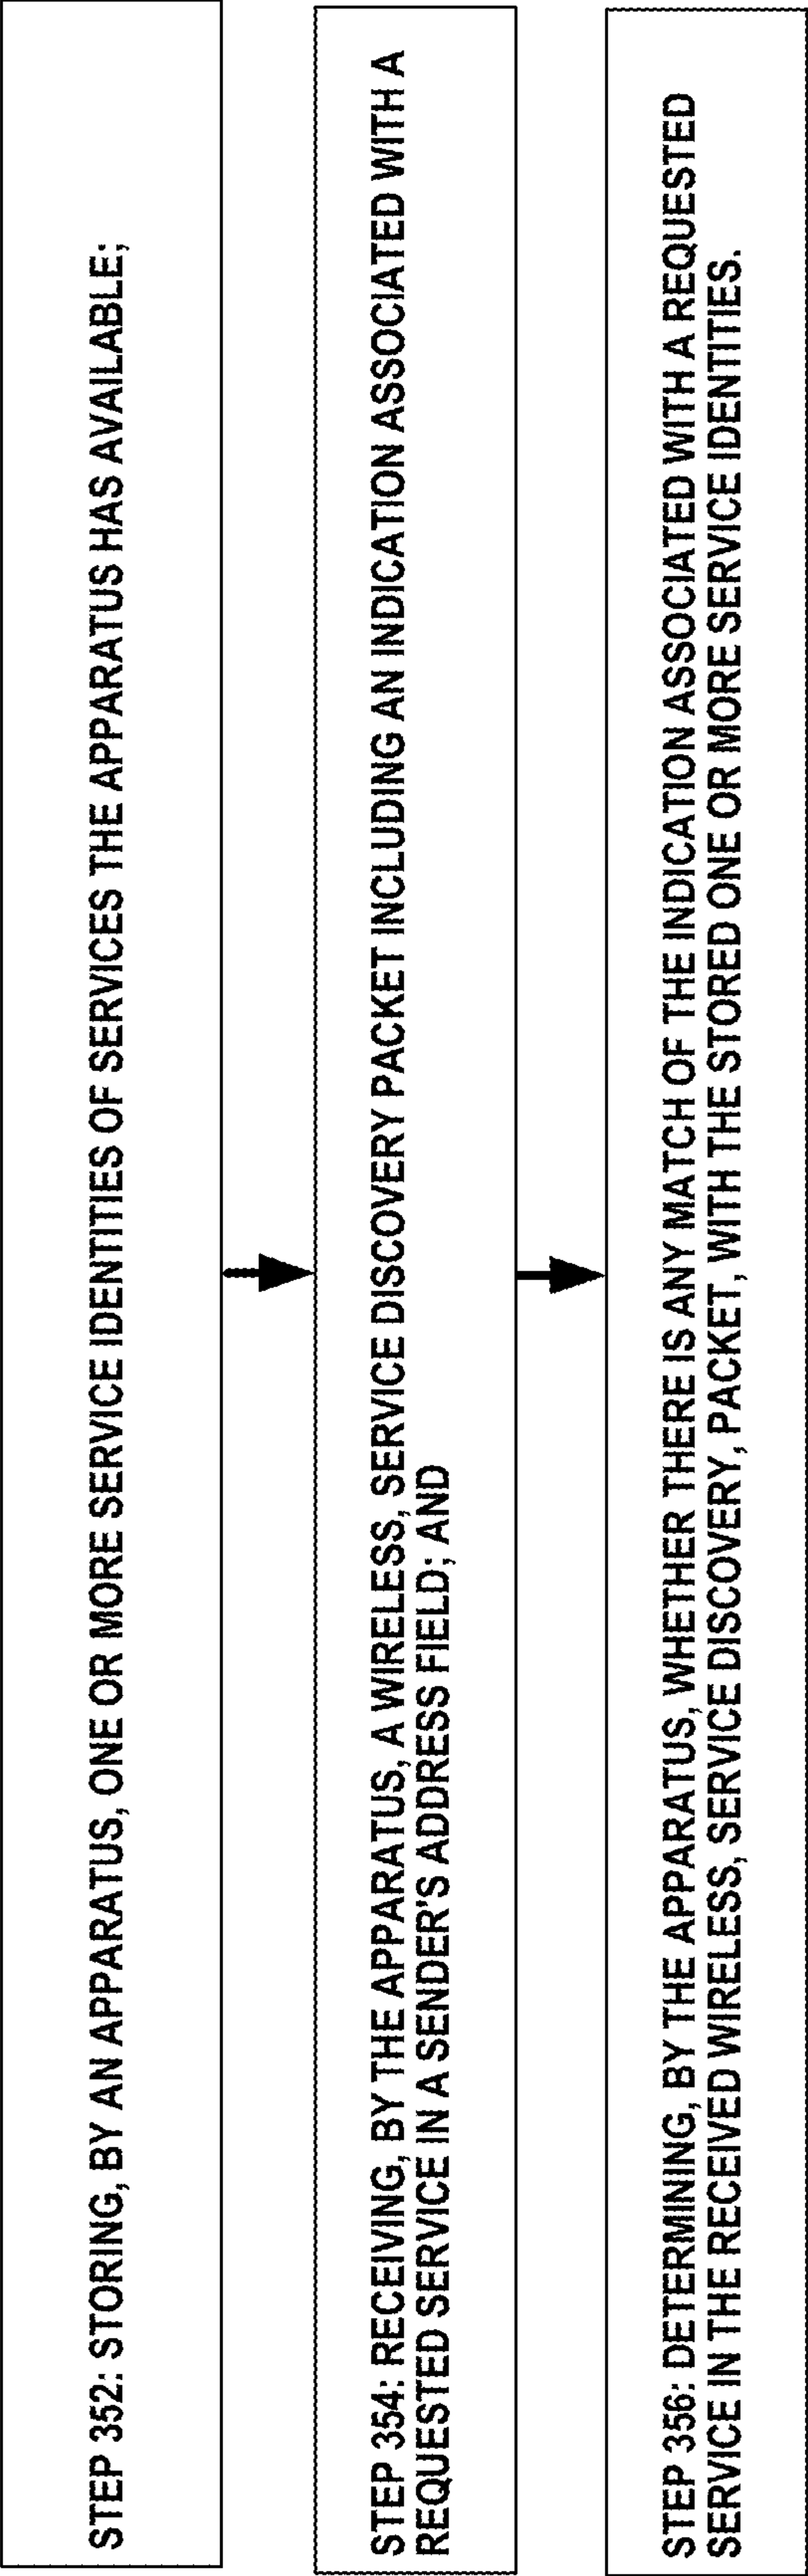 STEP 352: STORING, BY AN APPARATUS, ONE OR MORE SERVICE IDENTITIES OF SERVICES THE APPARATUS HAS AVAILABLE;
STEP 354: RECEIVING, BY THE APPARATUS, A WIRELESS, SERVICE DISCOVERY PACKET INCLUDING AN INDICATION ASSOCIATED WITH A
REQUESTED SERVICE IN A SENDER'S ADDRESS FIELD; AND
STEP 356: DETERMINING, BY THE APPARATUS, WHETHER THERE IS ANY MATCH OF THE INDICATION ASSOCIATED WITH A REQUESTED
SERVICE IN THE RECEIVED WIRELESS, SERVICE DISCOVERY, PACKET, WITH THE STORED ONE OR MORE SERVICE IDENTITIES.